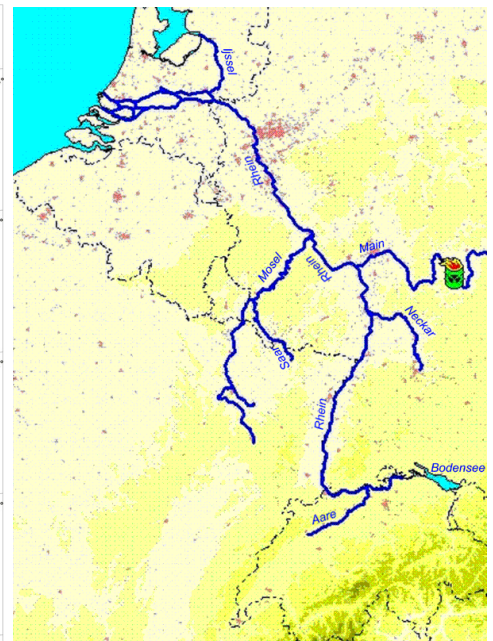 Ijssel
Rhein
Main
Mosel
Rhein
Neckar
Saar
Rhein
Bodensee
Aare